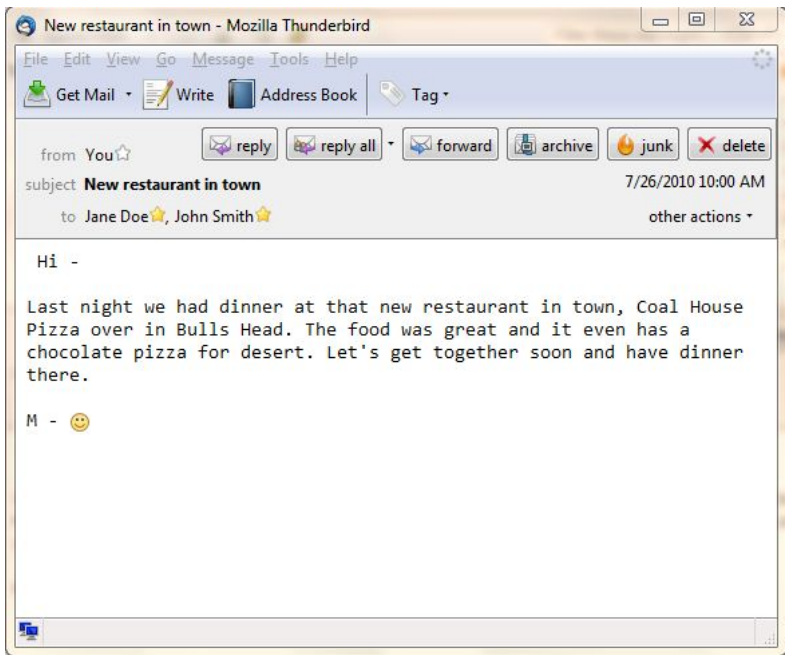 New restaurant in town - Mozilla Thunderbird
File Edit View Go Message Tools Help
Get Mail Write Address Book Tag
from You reply reply all forward archive junk delete
subject New restaurant in town 7/26/2010 10:00 AM
to Jane Doe, John Smith other actions
Hi -
Last night we had dinner at that new restaurant in town, Coal House
Pizza over in Bulls Head. The food was great and it even has a
chocolate pizza for desert. Let's get together soon and have dinner
there.
M - 🙂